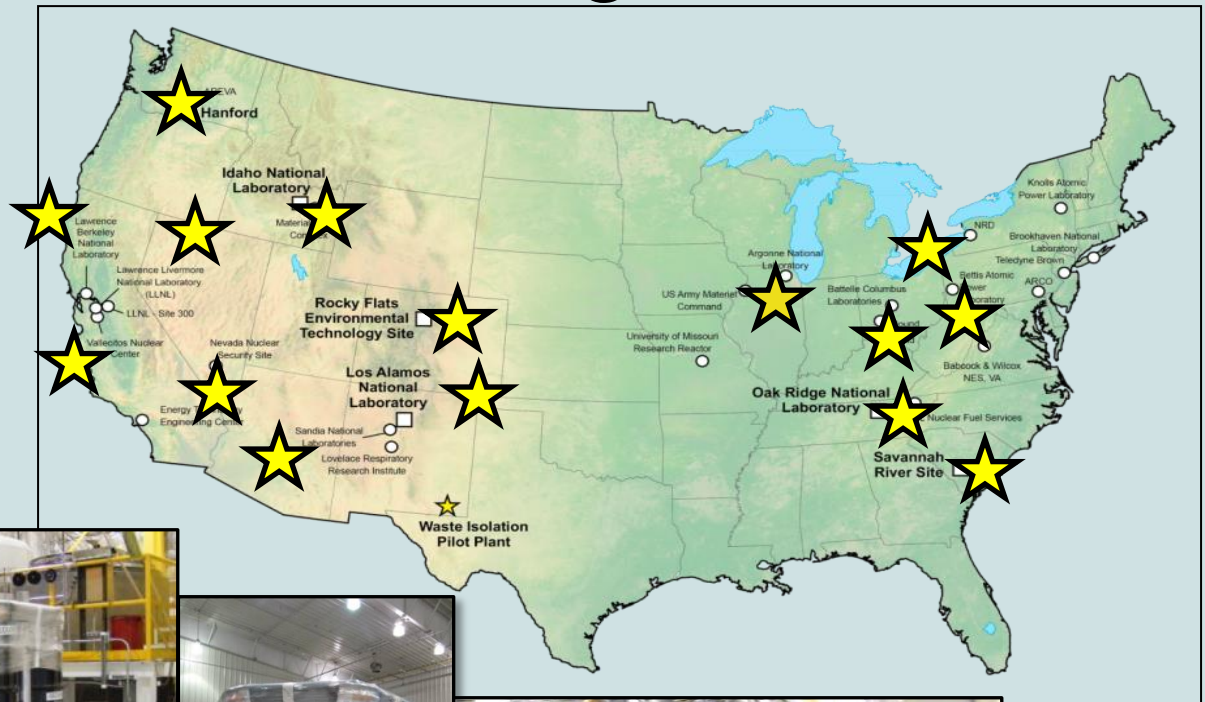 Hanford
Idaho National
Laboratory
Knolls Atomic
Power Laboratory
Lawrence
Berkeley
National
Laboratory
NRD
Brookhaven National
Laboratory
Teledyne Brown
Argonne National
Laboratory
Lawrence Livermore
National Laboratory
(LLNL)
LLNL - Site 300
Rocky Flats
Environmental
Technology Site
US Army Materiel
Command
Battelle Columbus
Laboratories
Bettis Atomic
ARCO
University of Missouri
Research Reactor
Vallecitos Nuclear
Center
Nevada Nuclear
Security Site
Babcock & Wilcox
NES, VA
Los Alamos
National
Laboratory
Oak Ridge National
Laboratory
Nuclear Fuel Services
Energy
Engineering Center
Sandia National
Laboratories
Lovelace Respiratory
Research Institute
Savannah
River Site
Waste Isolation
Pilot Plant